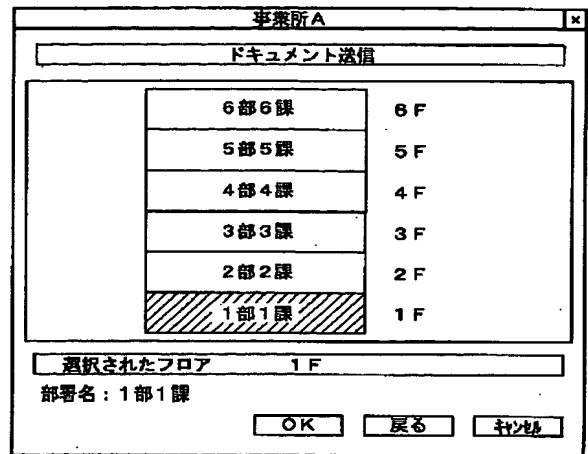 事業所A ×
ドキュメント送信
6部6課 6F
5部5課 5F
4部4課 4F
3部3課 3F
2部2課 2F
1部1課 1F
選択されたフロア 1F
部署名：1部1課
OK 戻る ｷｬﾝｾﾙ